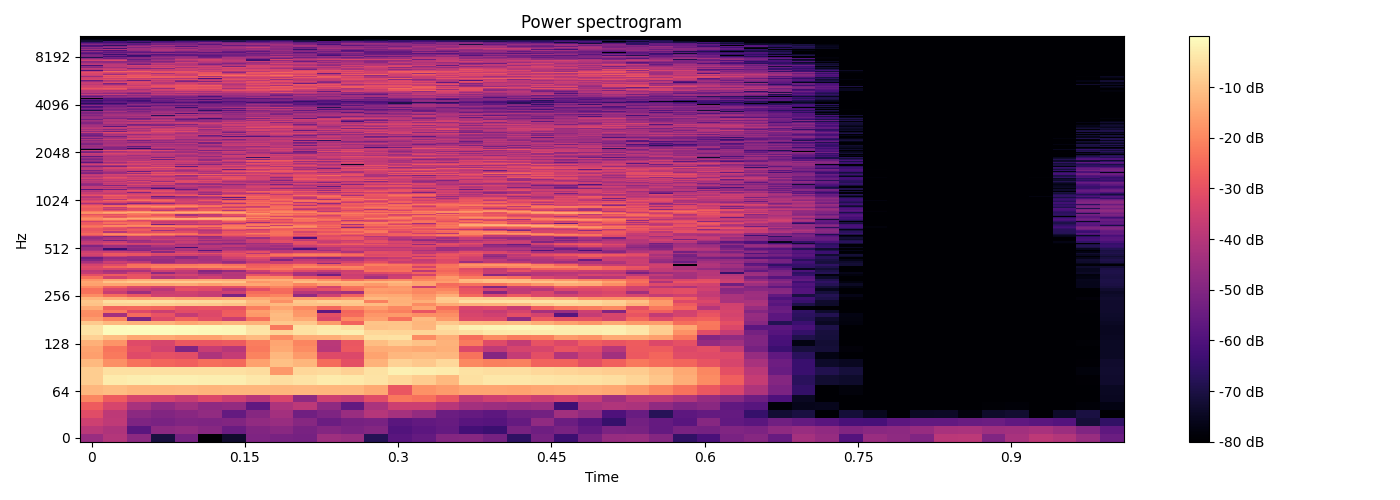 Power spectrogram
Hz
8192
4096
2048
1024
512
256
128
64
0
0 0.15 0.3 0.45 0.6 0.75 0.9
Time
-10 dB
-20 dB
-30 dB
-40 dB
-50 dB
-60 dB
-70 dB
-80 dB